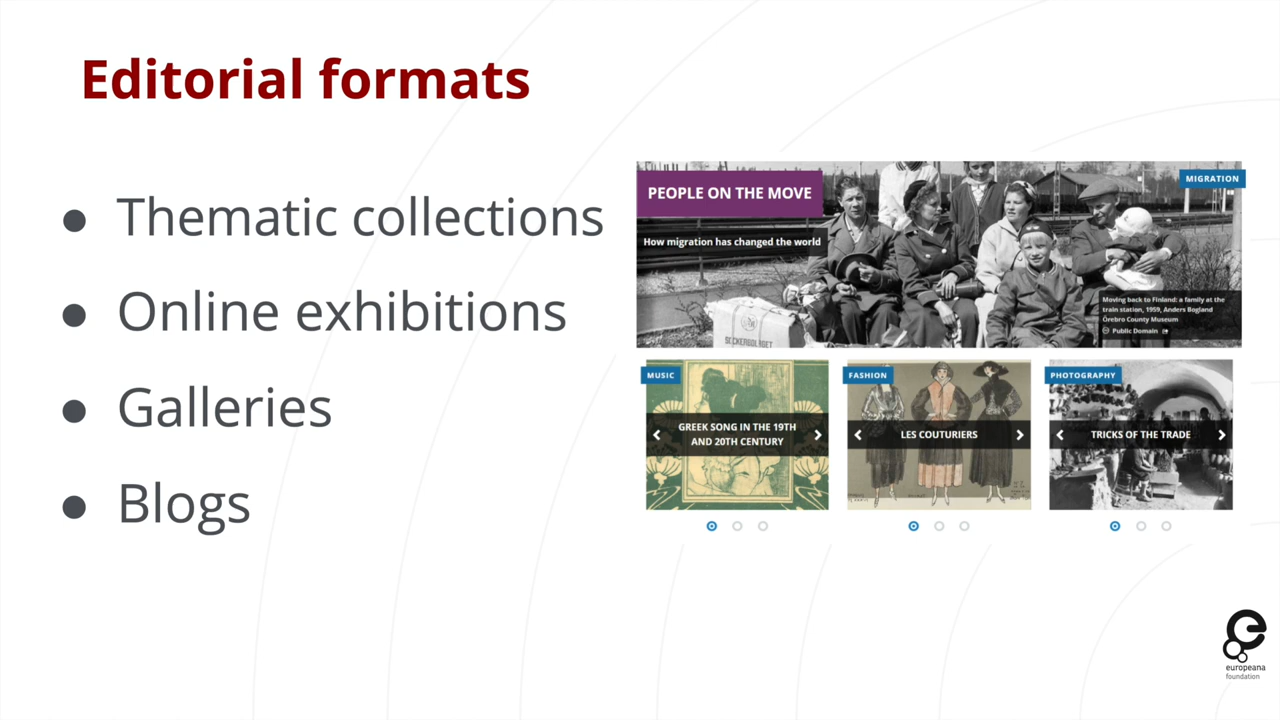 Editorial formats
● Thematic collections
● Online exhibitions
● Galleries
● Blogs
PEOPLE ON THE MOVE
MIGRATION
How migration has changed the world
Moving back to Finland: a family at the
train station, 1959, Anders Bogland
Örebro County Museum
Public Domain
SECKERBOLAGET
MUSIC
GREEK SONG IN THE 19TH
AND 20TH CENTURY
FASHION
LES COUTURIERS
PHOTOGRAPHY
TRICKS OF THE TRADE
europeana
foundation